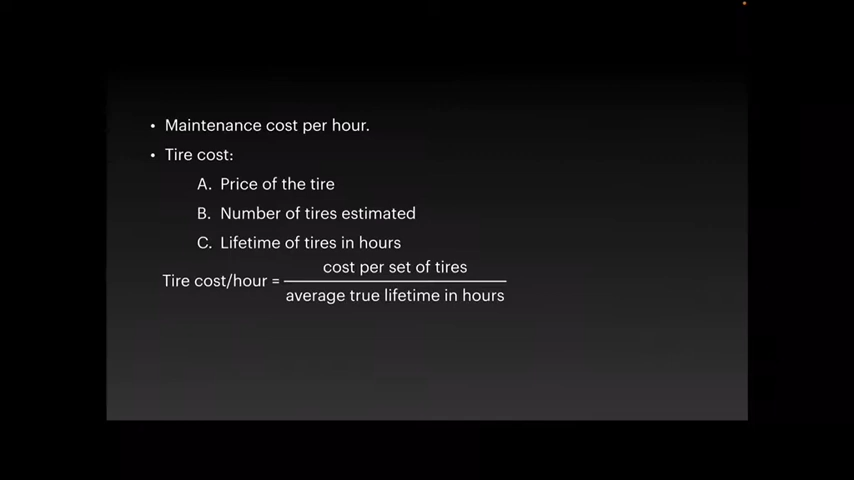 • Maintenance cost per hour.
• Tire cost:
A. Price of the tire
B. Number of tires estimated
C. Lifetime of tires in hours
Tire cost/hour = cost per set of tires
average true lifetime in hours